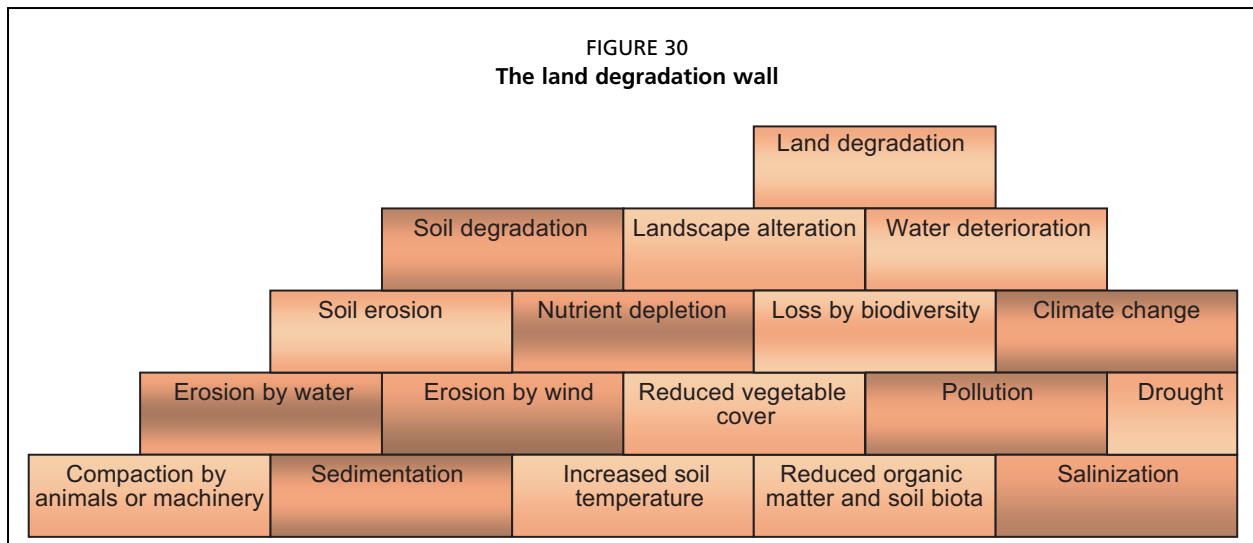 FIGURE 30
The land degradation wall
Land degradation
Soil degradation
Landscape alteration
Water deterioration
Soil erosion
Nutrient depletion
Loss by biodiversity
Climate change
Erosion by water
Erosion by wind
Reduced vegetable
cover
Pollution
Drought
Compaction by
animals or machinery
Sedimentation
Increased soil
temperature
Reduced organic
matter and soil biota
Salinization